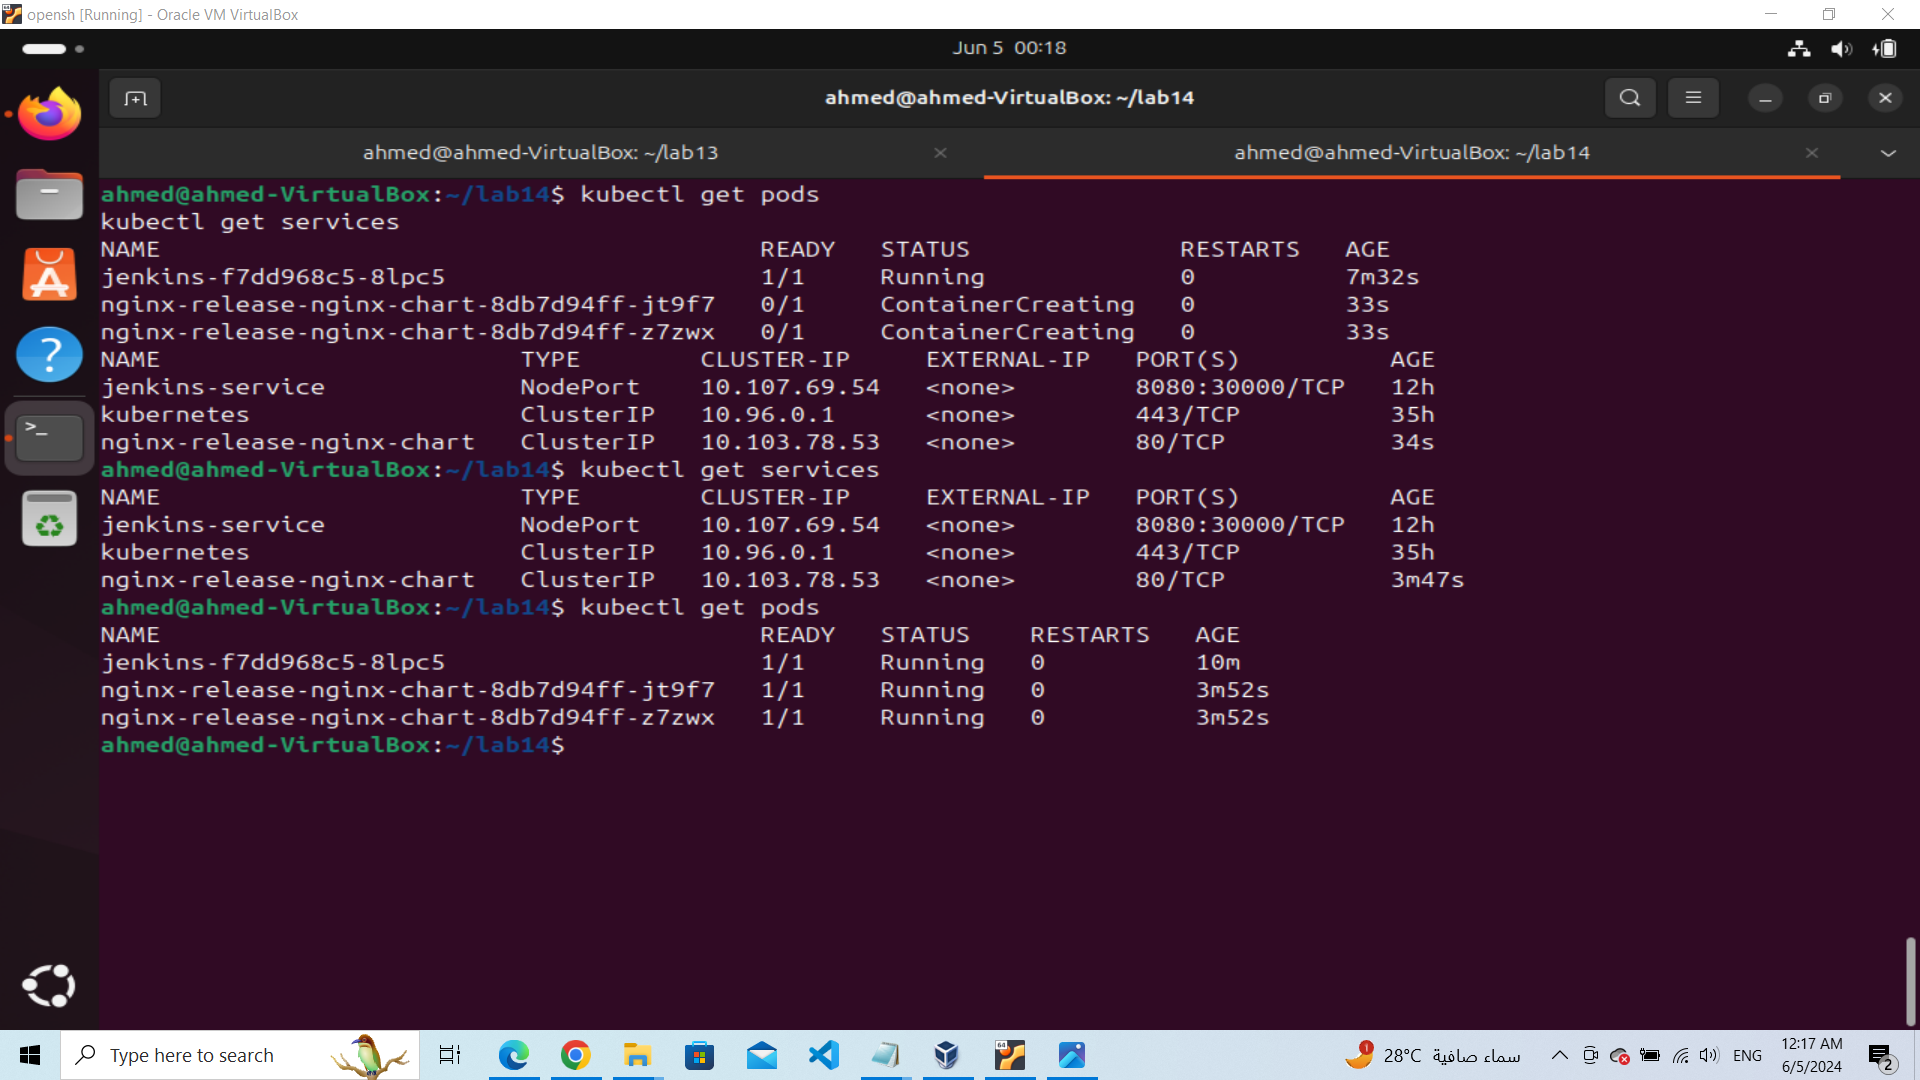 opensh [Running] - Oracle VM VirtualBox
Jun 5 00:18
ahmed@ahmed-VirtualBox: ~/lab14
ahmed@ahmed-VirtualBox: ~/lab13
ahmed@ahmed-VirtualBox: ~/lab14
ahmed@ahmed-VirtualBox:~/lab14$ kubectl get pods
kubectl get services
NAME READY STATUS RESTARTS AGE
jenkins-f7dd968c5-8lpc5 1/1 Running 0 7m32s
nginx-release-nginx-chart-8db7d94ff-jt9f7 0/1 ContainerCreating 0 33s
nginx-release-nginx-chart-8db7d94ff-z7zwx 0/1 ContainerCreating 0 33s
NAME TYPE CLUSTER-IP EXTERNAL-IP PORT(S) AGE
jenkins-service NodePort 10.107.69.54 <none> 8080:30000/TCP 12h
kubernetes ClusterIP 10.96.0.1 <none> 443/TCP 35h
nginx-release-nginx-chart ClusterIP 10.103.78.53 <none> 80/TCP 34s
ahmed@ahmed-VirtualBox:~/lab14$ kubectl get services
NAME TYPE CLUSTER-IP EXTERNAL-IP PORT(S) AGE
jenkins-service NodePort 10.107.69.54 <none> 8080:30000/TCP 12h
kubernetes ClusterIP 10.96.0.1 <none> 443/TCP 35h
nginx-release-nginx-chart ClusterIP 10.103.78.53 <none> 80/TCP 3m47s
ahmed@ahmed-VirtualBox:~/lab14$ kubectl get pods
NAME READY STATUS RESTARTS AGE
jenkins-f7dd968c5-8lpc5 1/1 Running 0 10m
nginx-release-nginx-chart-8db7d94ff-jt9f7 1/1 Running 0 3m52s
nginx-release-nginx-chart-8db7d94ff-z7zwx 1/1 Running 0 3m52s
ahmed@ahmed-VirtualBox:~/lab14$
Type here to search
64
1
28°C سماء صافية
ENG
12:17 AM
6/5/2024
2